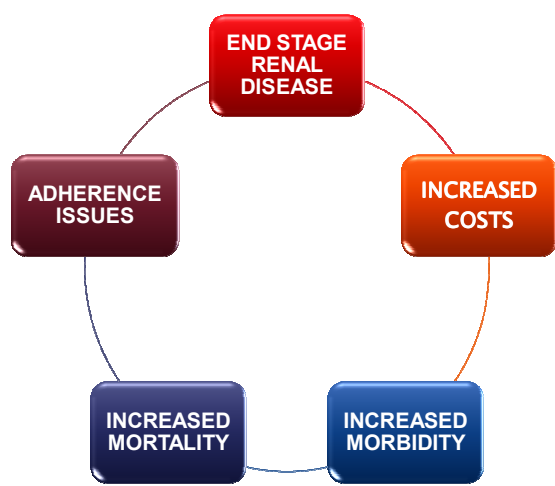 END STAGE
RENAL
DISEASE
INCREASED
COSTS
INCREASED
MORBIDITY
INCREASED
MORTALITY
ADHERENCE
ISSUES